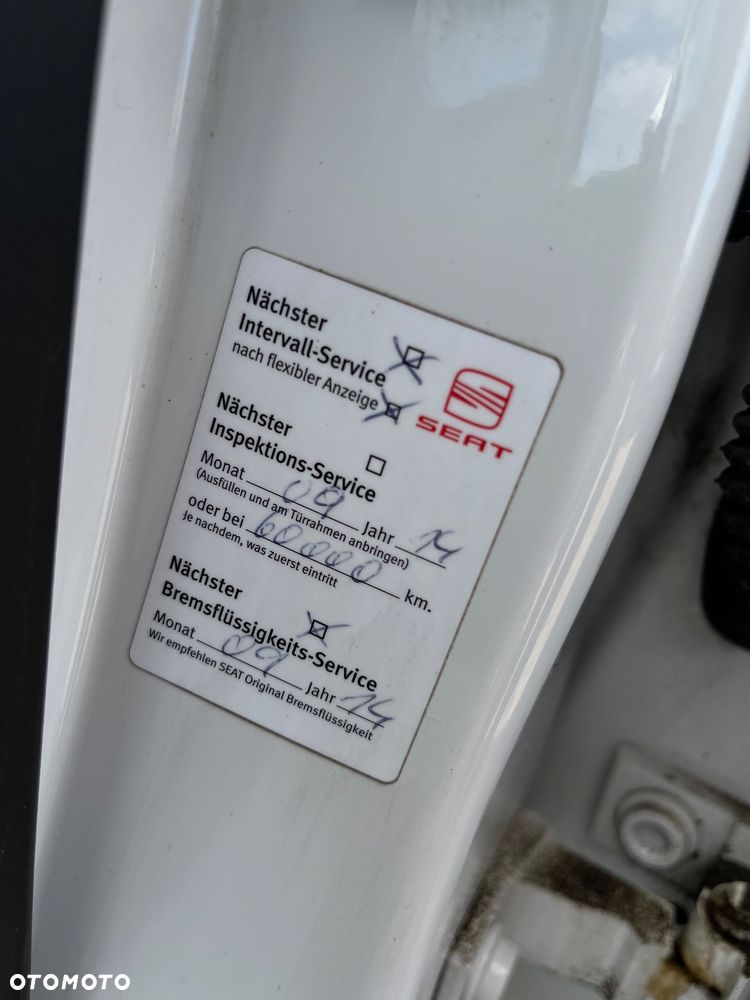 Nächster
Intervall-Service
nach flexibler Anzeige
SEAT
Nächster
Inspektions-Service
Monat 09 Jahr 14
(Ausfüllen und am Türrahmen anbringen)
oder bei 60000 km.
Je nachdem, was zuerst eintritt
Nächster
Bremsflüssigkeits-Service
Monat 09 Jahr 14
Wir empfehlen SEAT Original Bremsflüssigkeit
OTOMOTO